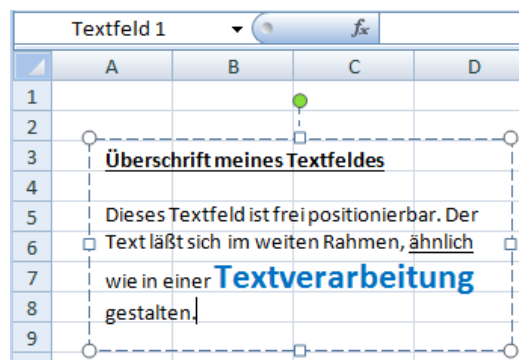 Textfeld 1 fx
A B C D
1
2
3 Überschrift meines Textfeldes
4
5 Dieses Textfeld ist frei positionierbar. Der
6 Text läßt sich im weiten Rahmen, ähnlich
7 wie in einer Textverarbeitung
8 gestalten.
9